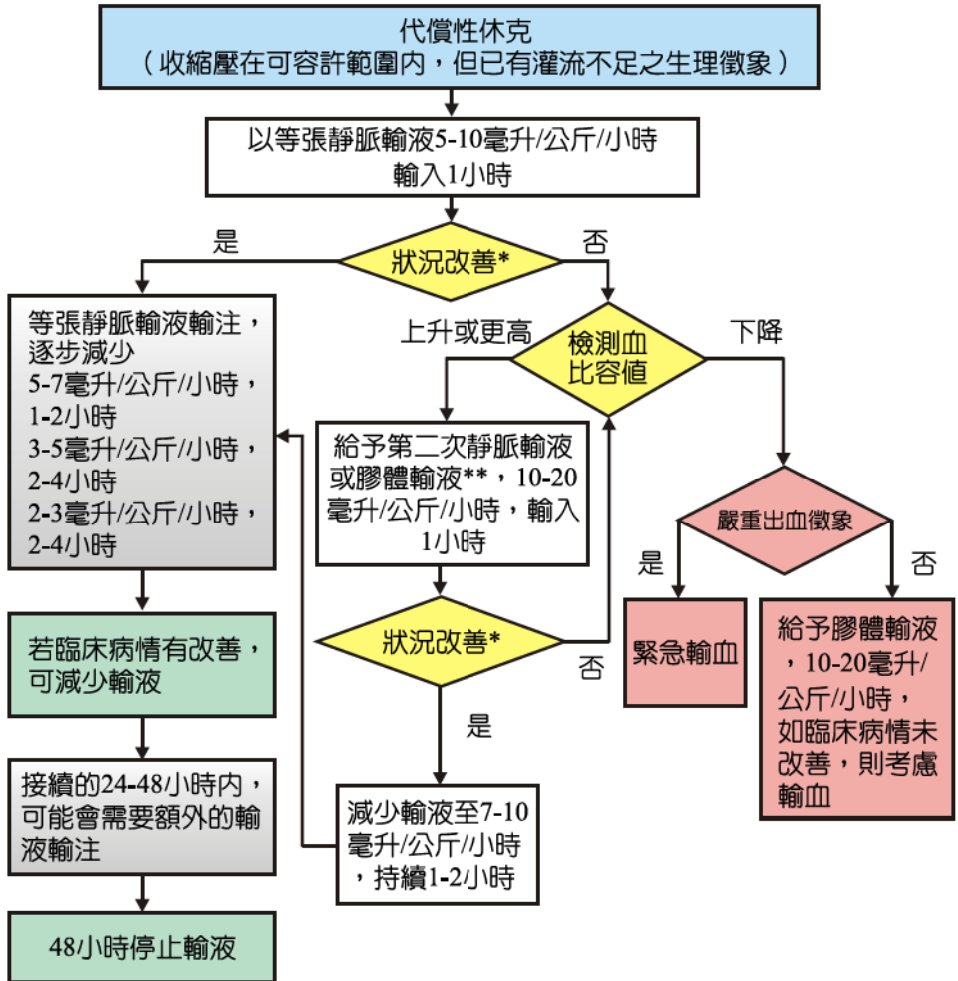 代償性休克
（收縮壓在可容許範圍內，但已有灌流不足之生理徵象）
以等張靜脈輸液5-10毫升/公斤/小時
輸入1小時
是
狀況改善*
否
等張靜脈輸液輸注，
逐步減少
5-7毫升/公斤/小時，
1-2小時
3-5毫升/公斤/小時，
2-4小時
2-3毫升/公斤/小時，
2-4小時
上升或更高
檢測血
比容值
下降
給予第二次靜脈輸液
或膠體輸液**，10-20
毫升/公斤/小時，輸入
1小時
嚴重出血徵象
是
否
若臨床病情有改善，
可減少輸液
狀況改善*
否
是
緊急輸血
給予膠體輸液
，10-20毫升/
公斤/小時，
如臨床病情未
改善，則考慮
輸血
接續的24-48小時內，
可能會需要額外的輸
液輸注
減少輸液至7-10
毫升/公斤/小時
，持續1-2小時
48小時停止輸液